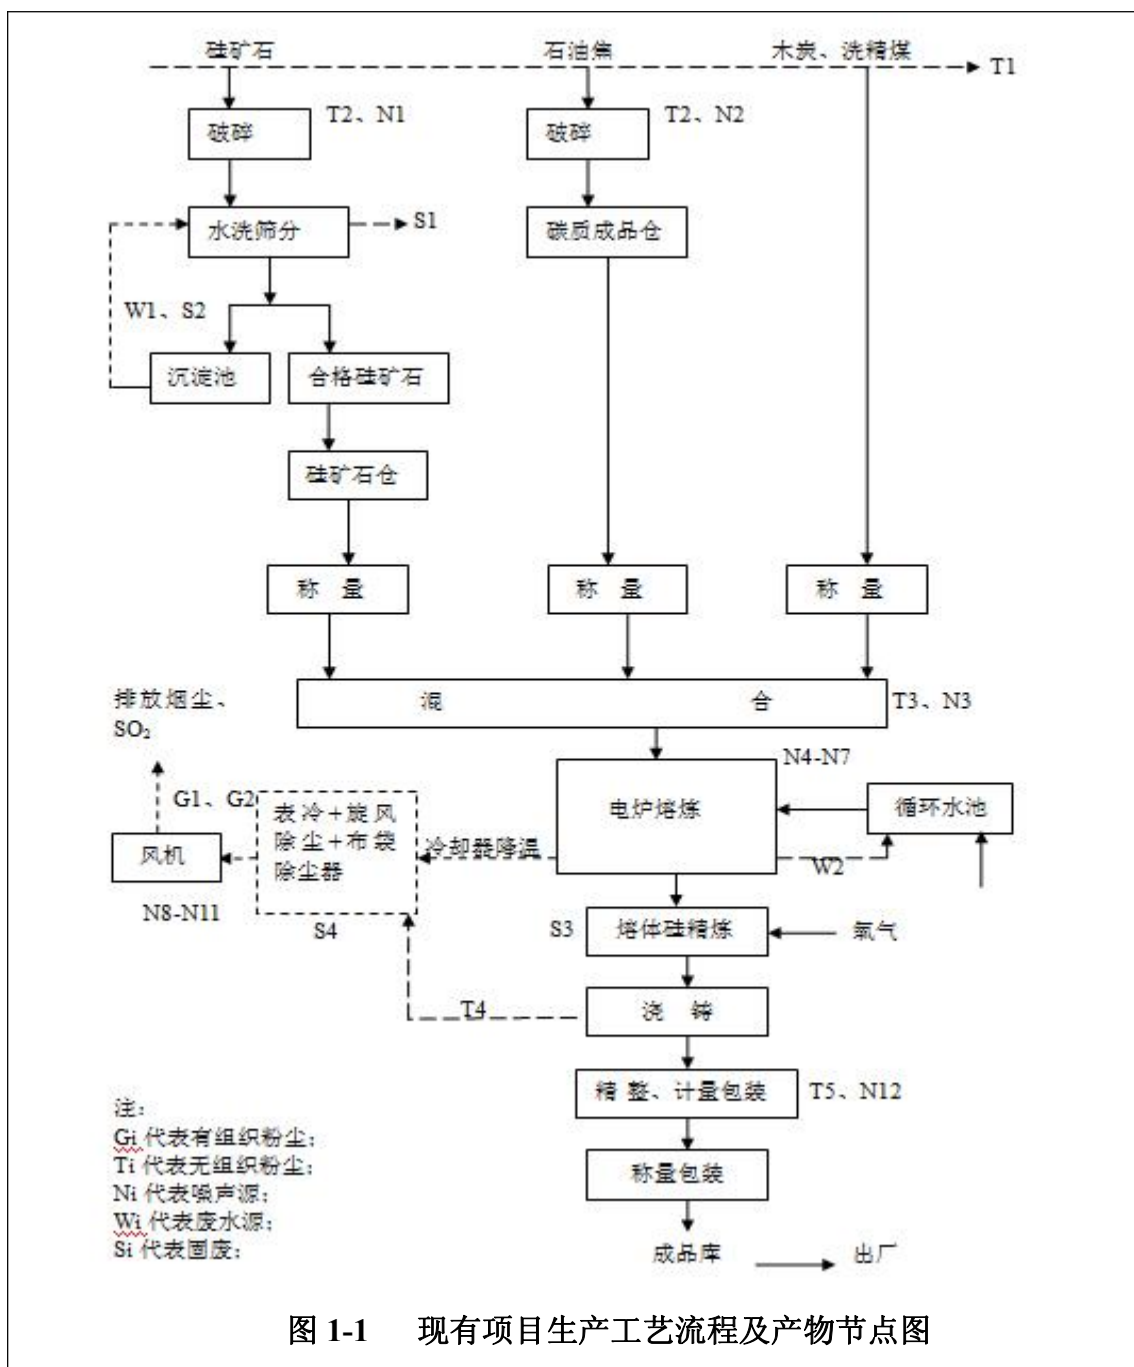 硅矿石
石油焦
木炭、洗精煤
T1
破碎
T2、N1
破碎
T2、N2
水洗筛分
S1
碳质成品仓
W1、S2
沉淀池
合格硅矿石
硅矿石仓
称 量
称 量
称 量
排放烟尘、
SO₂
混 合
T3、N3
N4-N7
G1、G2
表冷+旋风
除尘+布袋
除尘器
冷却器降温
电炉熔炼
循环水池
风机
W2
N8-N11
S4
S3
熔体硅精炼
氧气
T4
浇 铸
精 整、计量包装
T5、N12
称量包装
成品库
出厂
注:
Gi 代表有组织粉尘;
Ti 代表无组织粉尘;
Ni 代表噪声源;
Wi 代表废水源;
Si 代表固废;
图 1-1 现有项目生产工艺流程及产物节点图